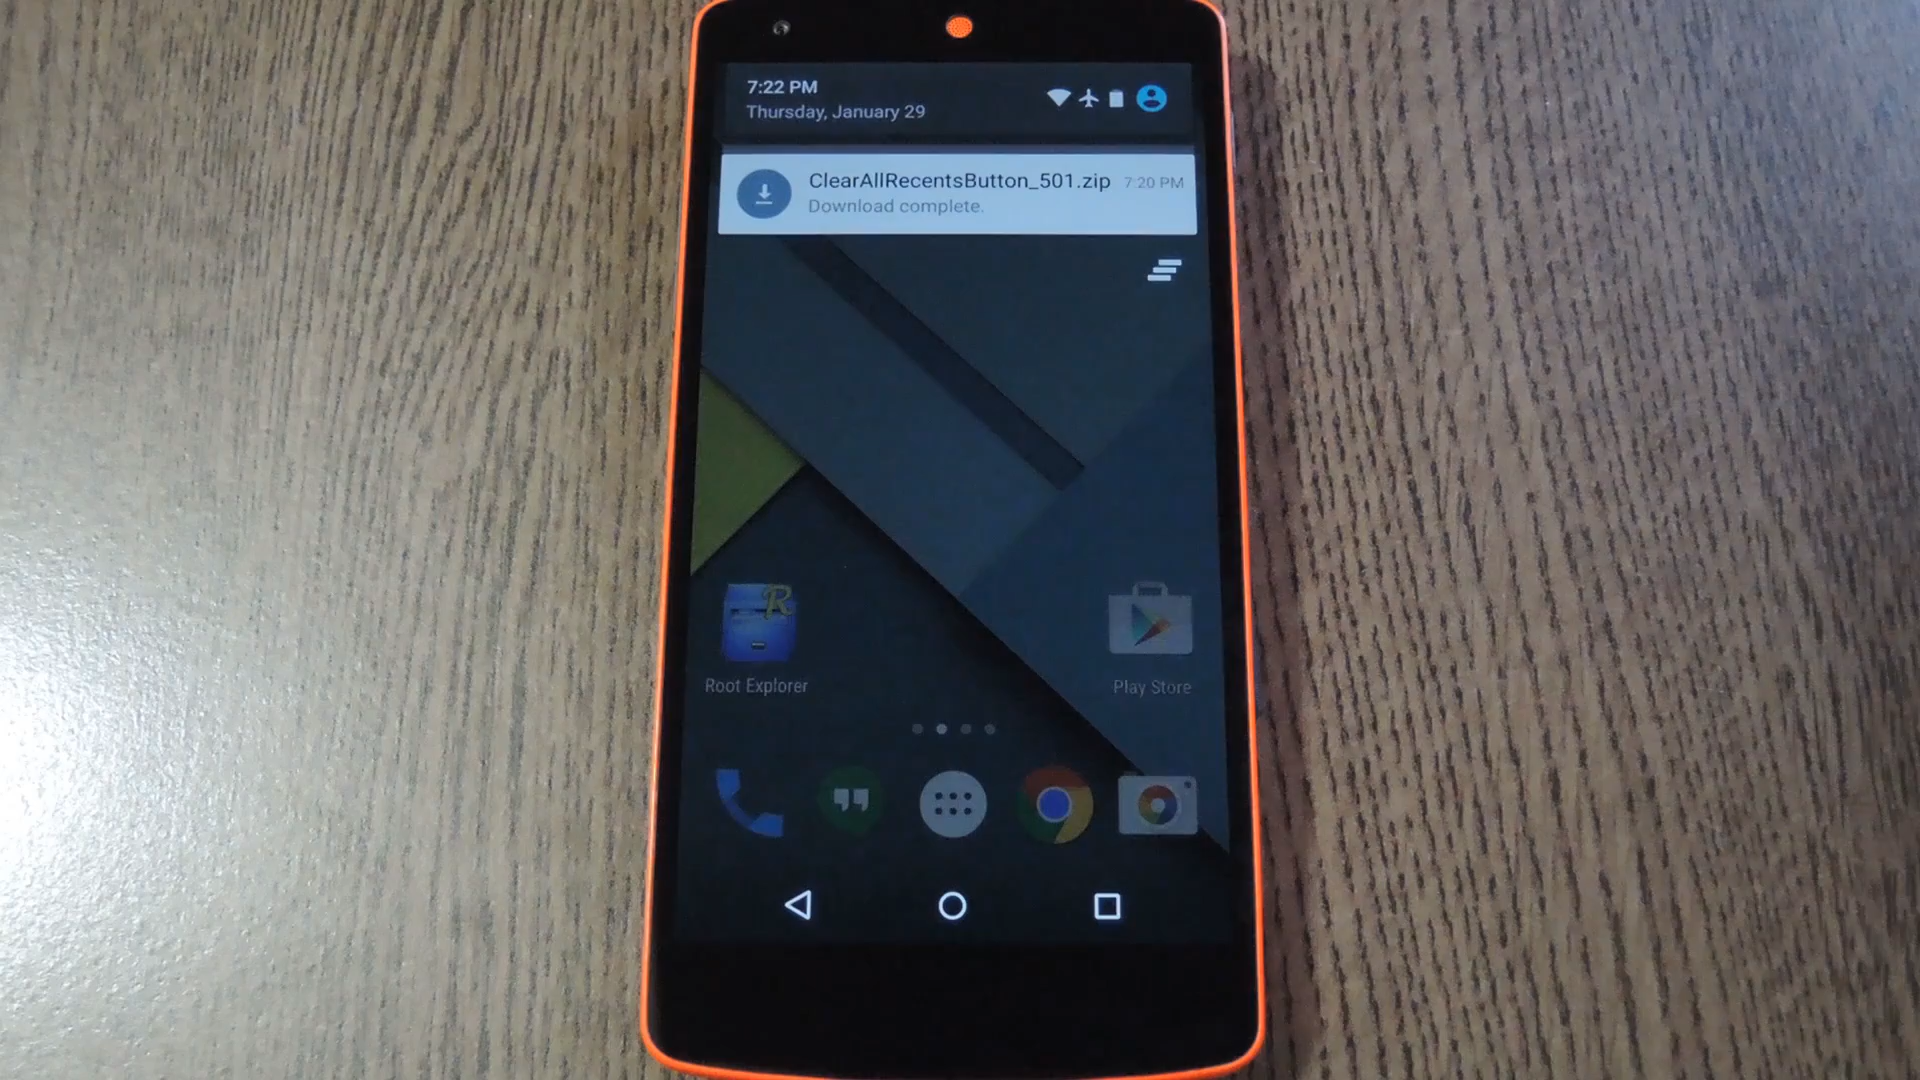 7:22 PM
Thursday, January 29
ClearAllRecentsButton_501.zip 7:20 PM
Download complete.
R
Root Explorer
Play Store